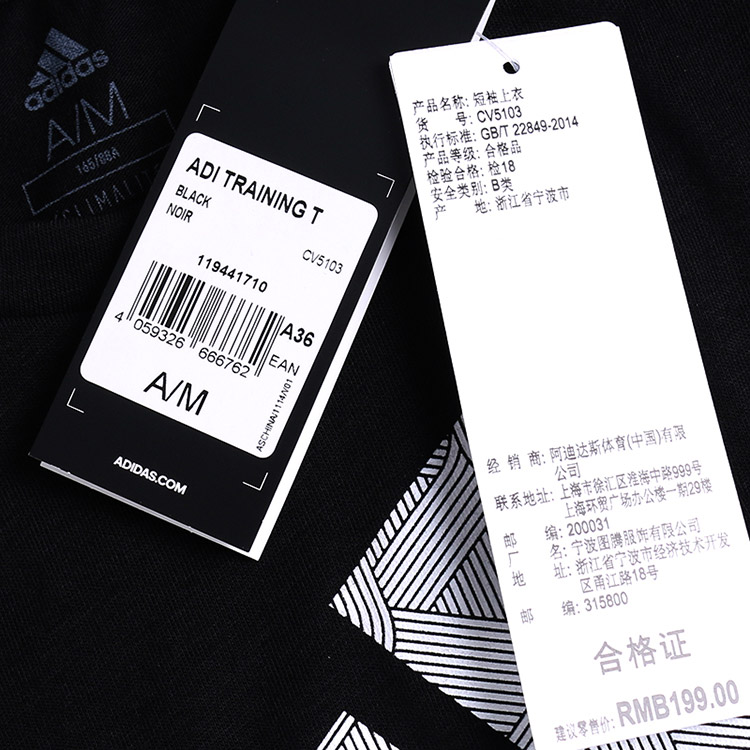 adidas
A/M
165/88A
CLIMALITE
ADI TRAINING T
BLACK
NOIR
CV5103
119441710
A36
4 059326 666762
EAN
A/M
ASCHINA/1114/V01
ADIDAS.COM
产品名称: 短袖上衣
货 号: CV5103
执行标准: GB/T 22849-2014
产品等级: 合格品
检验合格: 检18
安全类别: B类
产 地: 浙江省宁波市
经 销 商: 阿迪达斯体育(中国)有限
公司
联系地址: 上海市徐汇区淮海中路999号
上海环贸广场办公楼一期29楼
邮 编: 200031
厂 名: 宁波图腾服饰有限公司
地 址: 浙江省宁波市经济技术开发
区甬江路18号
邮 编: 315800
合格证
建议零售价: RMB199.00